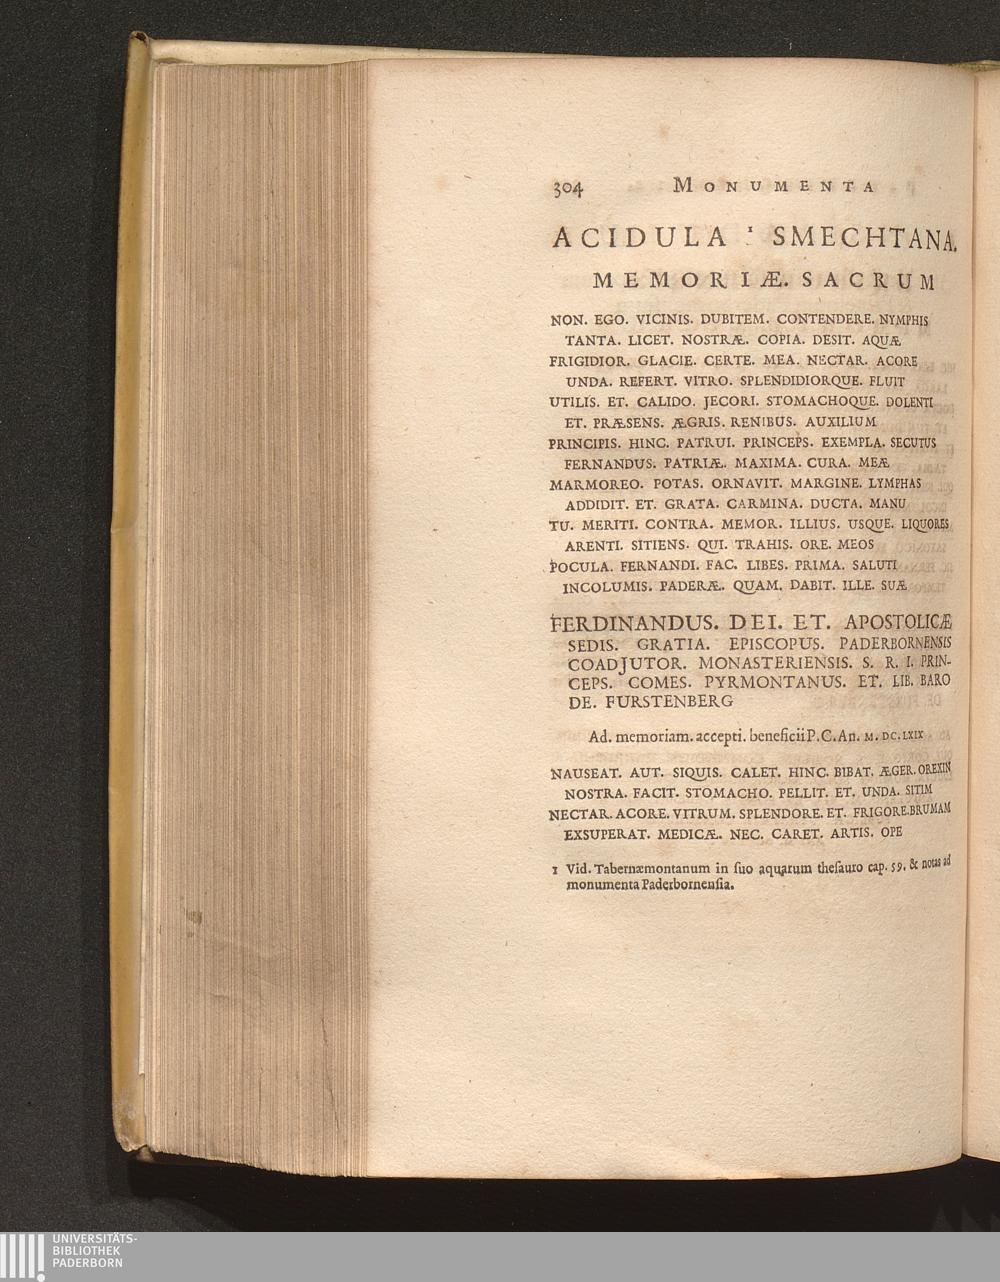 304 MONUMENTA
ACIDULA ¹ SMECHTANA.
MEMORIÆ. SACRUM
NON. EGO. VICINIS. DUBITEM. CONTENDERE. NYMPHIS
TANTA. LICET. NOSTRÆ. COPIA. DESIT. AQUÆ
FRIGIDIOR. GLACIE. CERTE. MEA. NECTAR. ACORE
UNDA. REFERT. VITRO. SPLENDIDIORQUE. FLUIT
UTILIS. ET. CALIDO. JECORI. STOMACHOQUE. DOLENTI
ET. PRÆSENS. ÆGRIS. RENIBUS. AUXILIUM
PRINCIPIS. HINC. PATRUI. PRINCEPS. EXEMPLA. SECUTUS
FERNANDUS. PATRIÆ. MAXIMA. CURA. MEÆ
MARMOREO. POTAS. ORNAVIT. MARGINE. LYMPHAS
ADDIDIT. ET. GRATA. CARMINA. DUCTA. MANU
TU. MERITI. CONTRA. MEMOR. ILLIUS. USQUE. LIQUORES
ARENTI. SITIENS. QUI. TRAHIS. ORE. MEOS
POCULA. FERNANDI. FAC. LIBES. PRIMA. SALUTI
INCOLUMIS. PADERÆ. QUAM. DABIT. ILLE. SUÆ
FERDINANDUS. DEI. ET. APOSTOLICÆ
SEDIS. GRATIA. EPISCOPUS. PADERBORNENSIS
COADJUTOR. MONASTERIENSIS. S. R. I. PRIN-
CEPS. COMES. PYRMONTANUS. ET. LIB. BARO
DE. FURSTENBERG
Ad. memoriam. accepti. beneficii P. C. An. M. DC. LXIX
NAUSEAT. AUT. SIQUIS. CALET. HINC. BIBAT. ÆGER. OREXIN
NOSTRA. FACIT. STOMACHO. PELLIT. ET. UNDA. SITIM
NECTAR. ACORE. VITRUM. SPLENDORE. ET. FRIGORE. BRUMAM
EXSUPERAT. MEDICÆ. NEC. CARET. ARTIS. OPE
1 Vid. Tabernæmontanum in ſuo aquarum theſauro cap. 59. & notas ad
monumenta Paderbornenſia.
UNIVERSITÄTS-
BIBLIOTHEK
PADERBORN